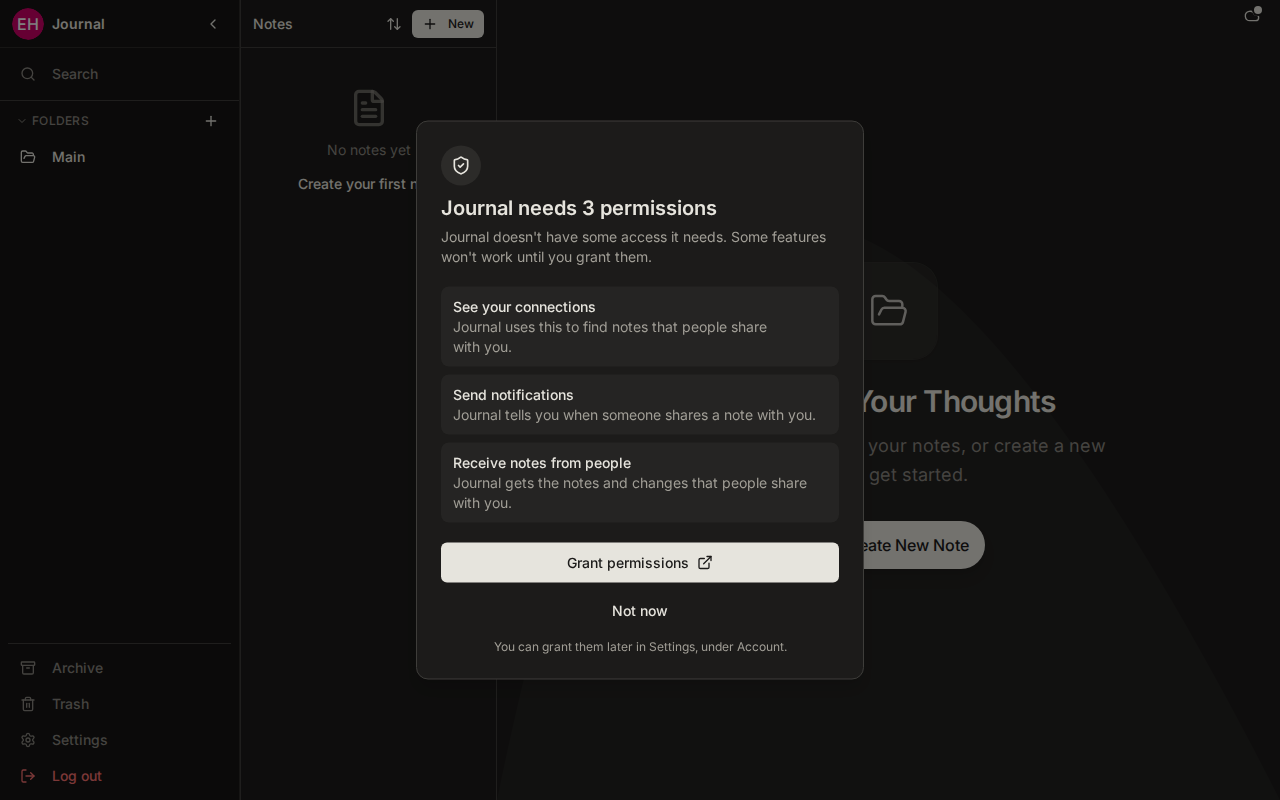 EH Journal
Search
FOLDERS
Main
Archive
Trash
Settings
Log out
Notes
New
No notes yet
Create your first
Journal needs 3 permissions
Journal doesn't have some access it needs. Some features
won't work until you grant them.
See your connections
Journal uses this to find notes that people share
with you.
Send notifications
Journal tells you when someone shares a note with you.
Receive notes from people
Journal gets the notes and changes that people share
with you.
Grant permissions
Not now
You can grant them later in Settings, under Account.
Your Thoughts
your notes, or create a new
get started.
New Note